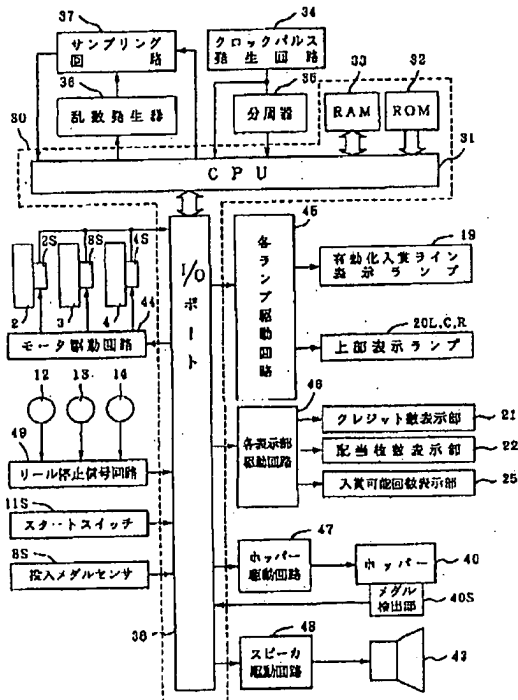 37
サンプリング
回路
34
クロックパルス
発生回路
36
乱数発生器
35
分周器
33
RAM
32
ROM
30
31
CPU
2S
3S
4S
2
3
4
44
モータ駆動回路
I/Oポート
45
各ランプ駆動回路
19
有効化入賞ライン
表示ランプ
20L,C,R
上部表示ランプ
12
13
14
49
リール停止信号回路
46
各表示部
駆動回路
クレジット数表示部
21
配当枚数表示部
22
入賞可能回数表示部
25
11S
スタートスイッチ
8S
投入メダルセンサ
38
47
ホッパー
駆動回路
ホッパー
40
メダル
検出部
40S
48
スピーカ
駆動回路
43